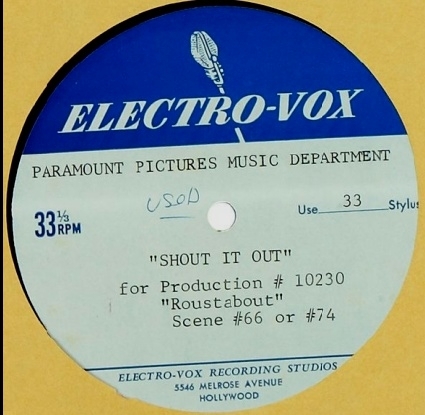 ELECTRO-VOX
PARAMOUNT PICTURES MUSIC DEPARTMENT
33⅓ RPM
USED
Use 33 Stylus
"SHOUT IT OUT"
for Production # 10230
"Roustabout"
Scene #66 or #74
ELECTRO-VOX RECORDING STUDIOS
5546 MELROSE AVENUE
HOLLYWOOD